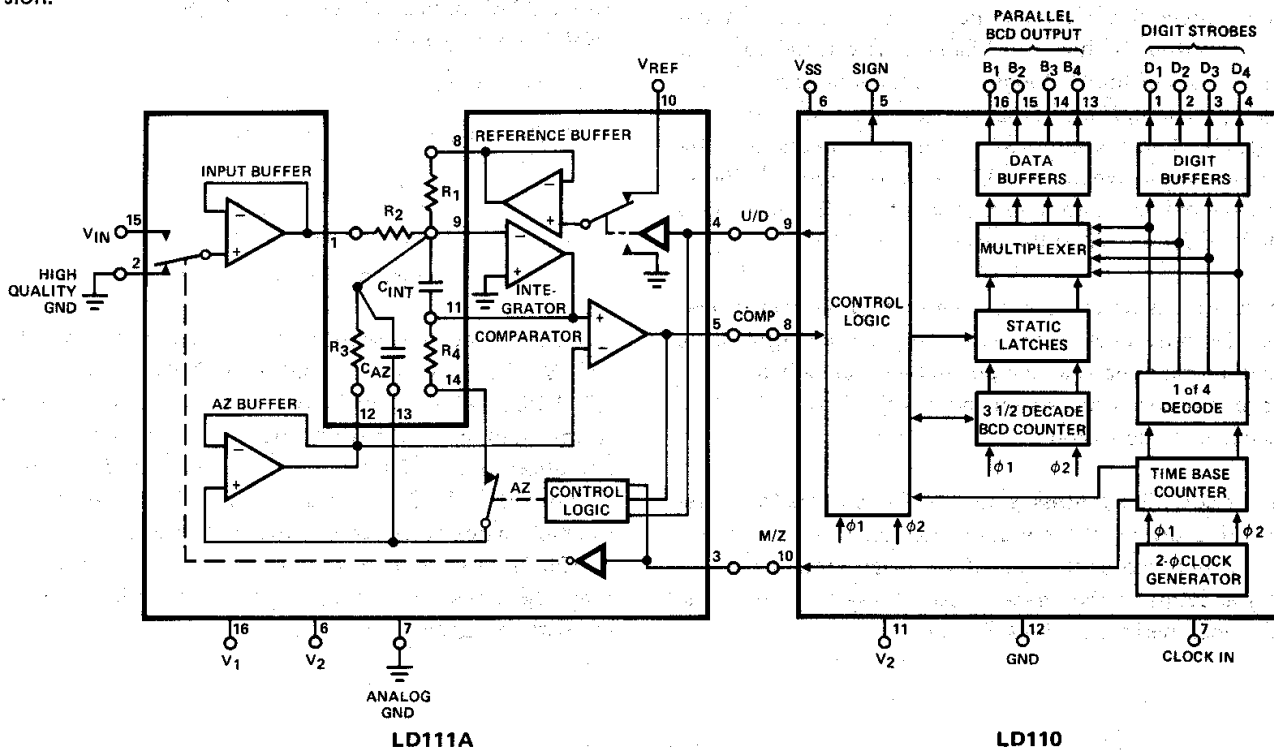 SION.
PARALLEL
BCD OUTPUT
DIGIT STROBES
VREF
10
VSS
6
SIGN
5
B1 B2 B3 B4
16 15 14 13
D1 D2 D3 D4
1 2 3 4
8
REFERENCE BUFFER
INPUT BUFFER
DATA
BUFFERS
DIGIT
BUFFERS
R1
R2
15
VIN
2
HIGH
QUALITY
GND
1
9
4
U/D
9
MULTIPLEXER
CINT
INTE-
GRATOR
11
COMPARATOR
5
COMP
8
CONTROL
LOGIC
STATIC
LATCHES
R3
CAZ
R4
14
12
13
1 of 4
DECODE
3 1/2 DECADE
BCD COUNTER
AZ BUFFER
ϕ1
ϕ2
AZ
CONTROL
LOGIC
TIME BASE
COUNTER
ϕ1
ϕ2
ϕ1
ϕ2
M/Z
3
10
2-ϕCLOCK
GENERATOR
16
V1
6
V2
7
ANALOG
GND
11
V2
12
GND
7
CLOCK IN
LD111A
LD110